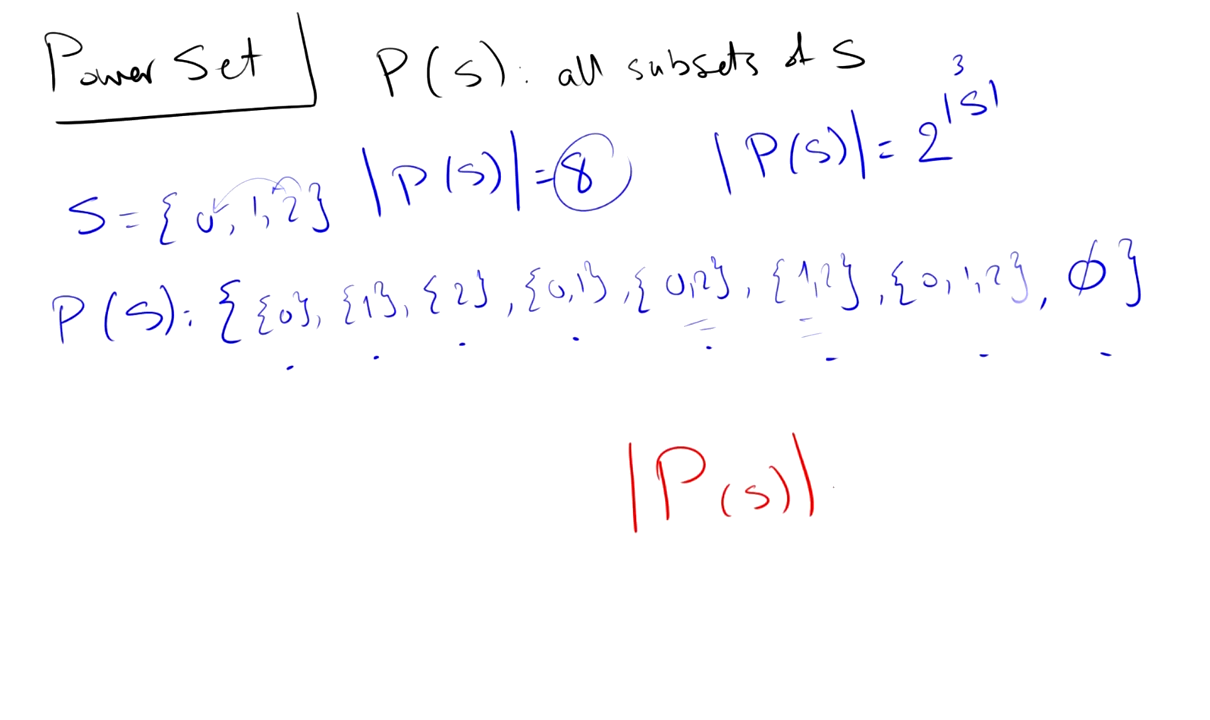 Power Set P(S): all subsets of S
S = { 0, 1, 2 } |P(S)| = 8 |P(S)| = 2^|S| 3
P(S): { {0}, {1}, {2}, {0,1}, {0,2}, {1,2}, {0,1,2}, ϕ }
|P(S)|